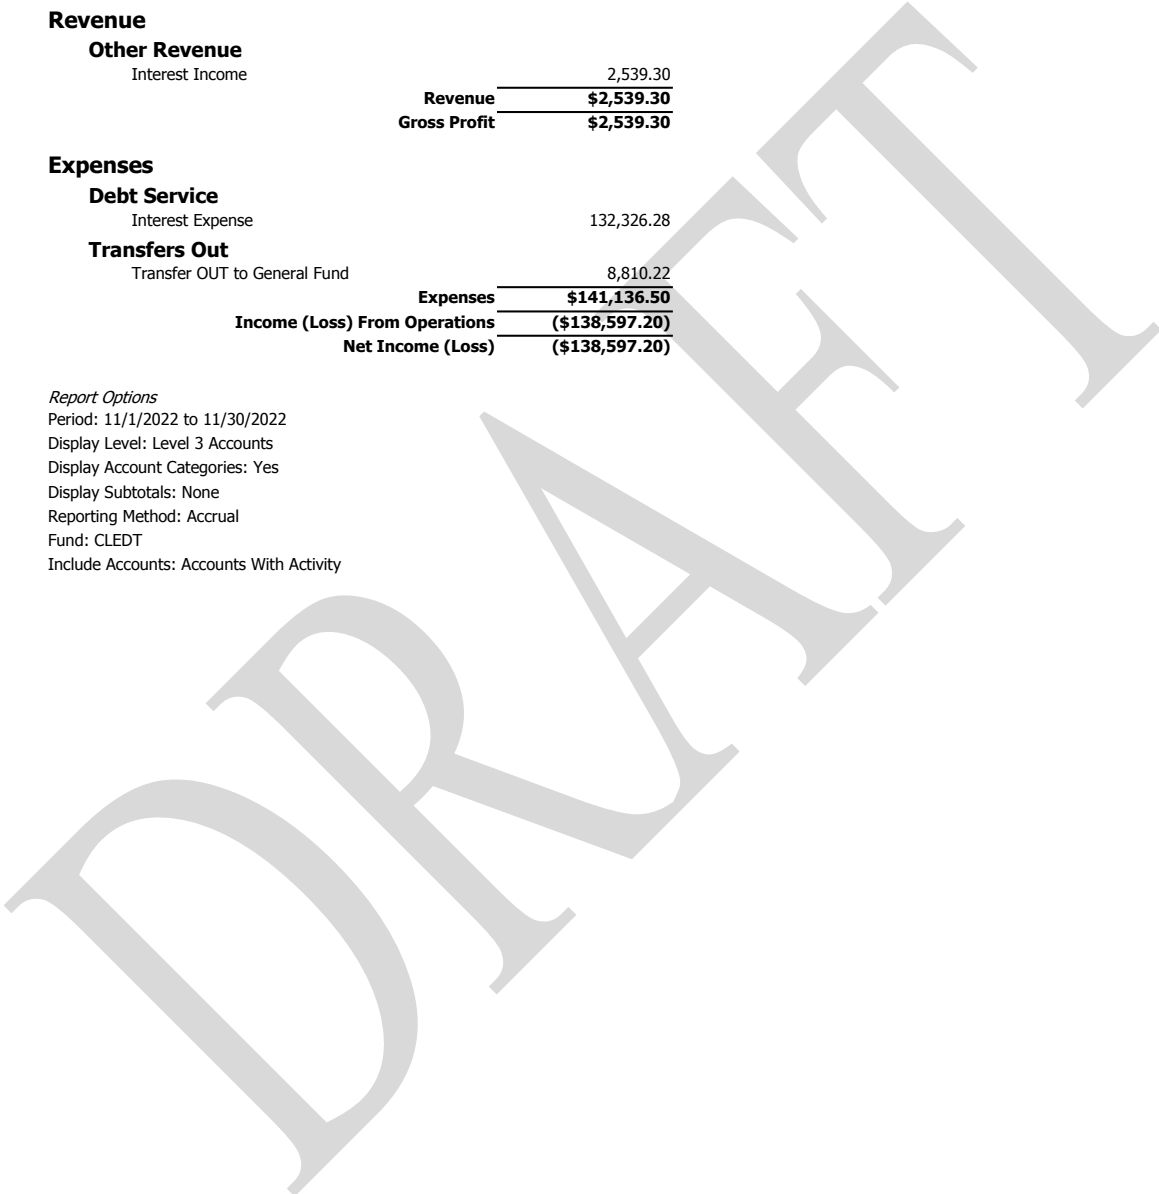 Revenue
Other Revenue
Interest Income 2,539.30
Revenue $2,539.30
Gross Profit $2,539.30
Expenses
Debt Service
Interest Expense 132,326.28
Transfers Out
Transfer OUT to General Fund 8,810.22
Expenses $141,136.50
Income (Loss) From Operations ($138,597.20)
Net Income (Loss) ($138,597.20)
Report Options
Period: 11/1/2022 to 11/30/2022
Display Level: Level 3 Accounts
Display Account Categories: Yes
Display Subtotals: None
Reporting Method: Accrual
Fund: CLEDT
Include Accounts: Accounts With Activity
DRAFT